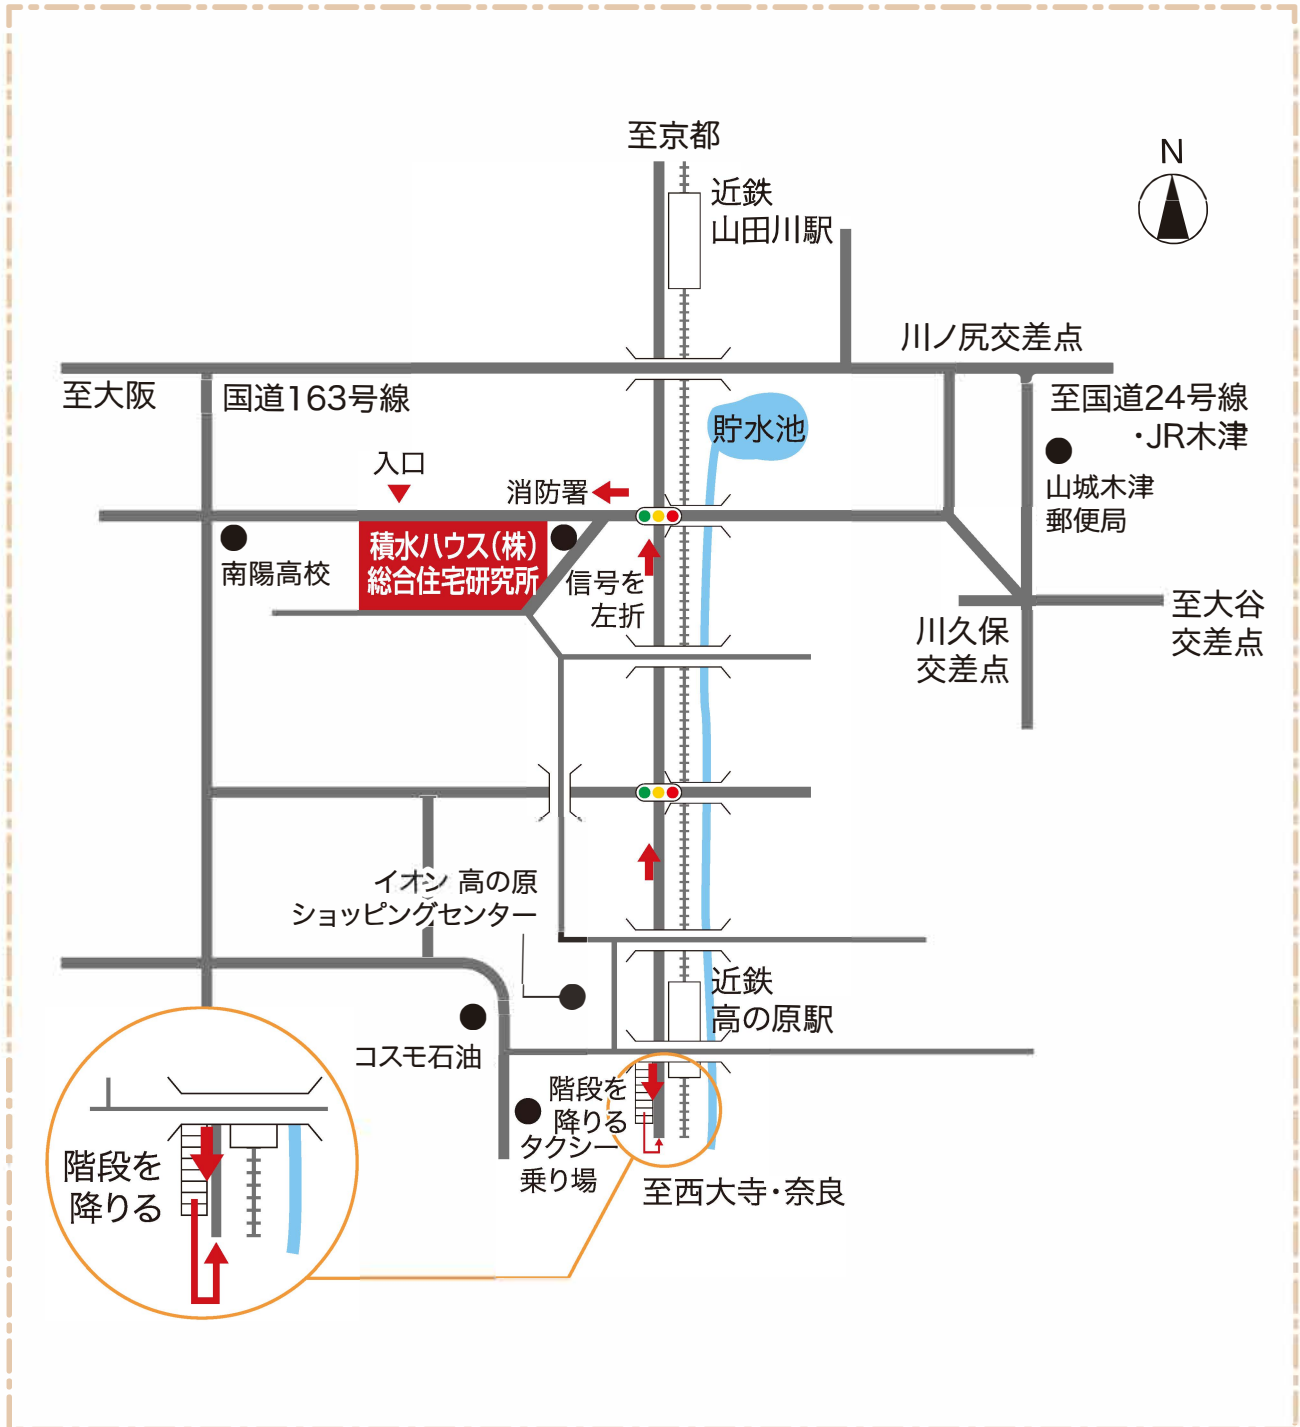 至京都
N
近鉄
山田川駅
川ノ尻交差点
至大阪
国道163号線
至国道24号線
・JR木津
貯水池
入口
消防署
山城木津
郵便局
積水ハウス(株)
総合住宅研究所
南陽高校
信号を
左折
至大谷
交差点
川久保
交差点
イオン 高の原
ショッピングセンター
近鉄
高の原駅
コスモ石油
階段を
降りる
タクシー
乗り場
至西大寺・奈良
階段を
降りる